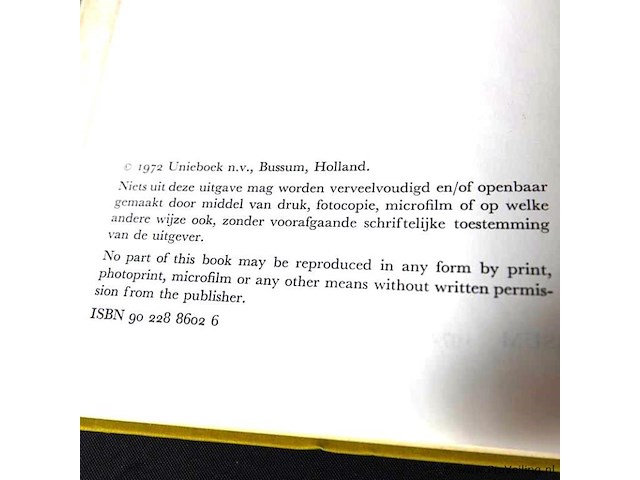 © 1972 Unieboek n.v., Bussum, Holland.
Niets uit deze uitgave mag worden verveelvoudigd en/of openbaar
gemaakt door middel van druk, fotocopie, microfilm of op welke
andere wijze ook, zonder voorafgaande schriftelijke toestemming
van de uitgever.
No part of this book may be reproduced in any form by print,
photoprint, microfilm or any other means without written permis-
sion from the publisher.
ISBN 90 228 8602 6